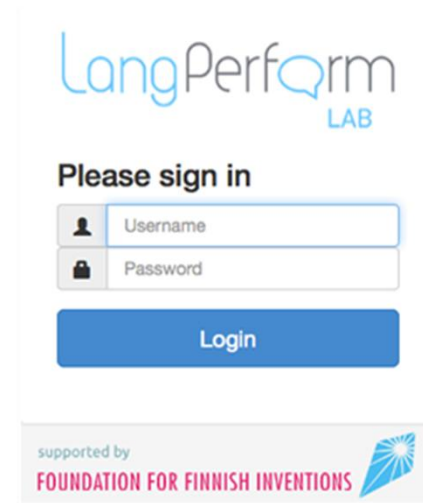 LangPerform
LAB
Please sign in
Username
Password
Login
supported by
FOUNDATION FOR FINNISH INVENTIONS